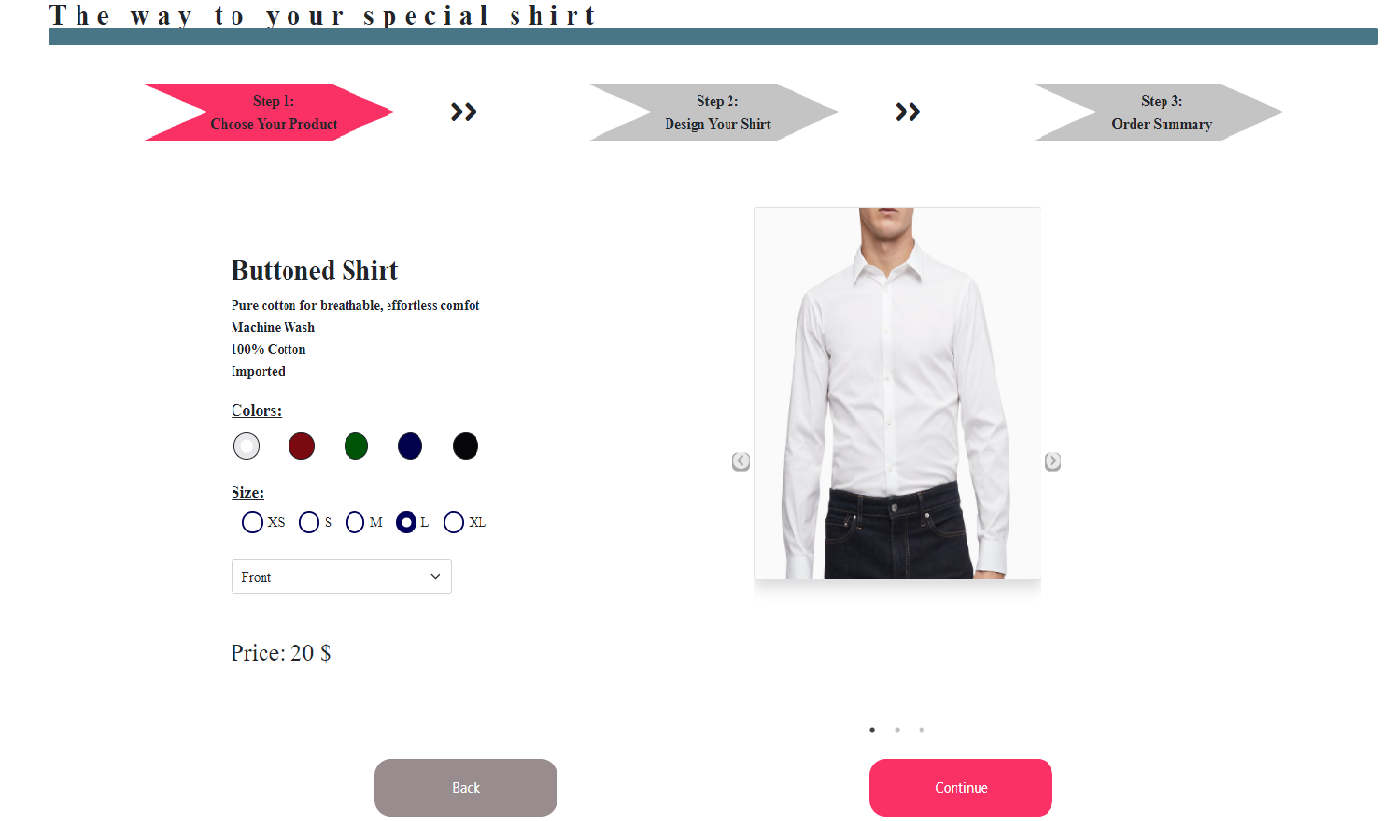 The way to your special shirt
Step 1:
Choose Your Product
Step 2:
Design Your Shirt
Step 3:
Order Summary
Buttoned Shirt
Pure cotton for breathable, effortless comfot
Machine Wash
100% Cotton
Imported
Colors:
Size:
XS S M L XL
Front
Price: 20 $
Back Continue